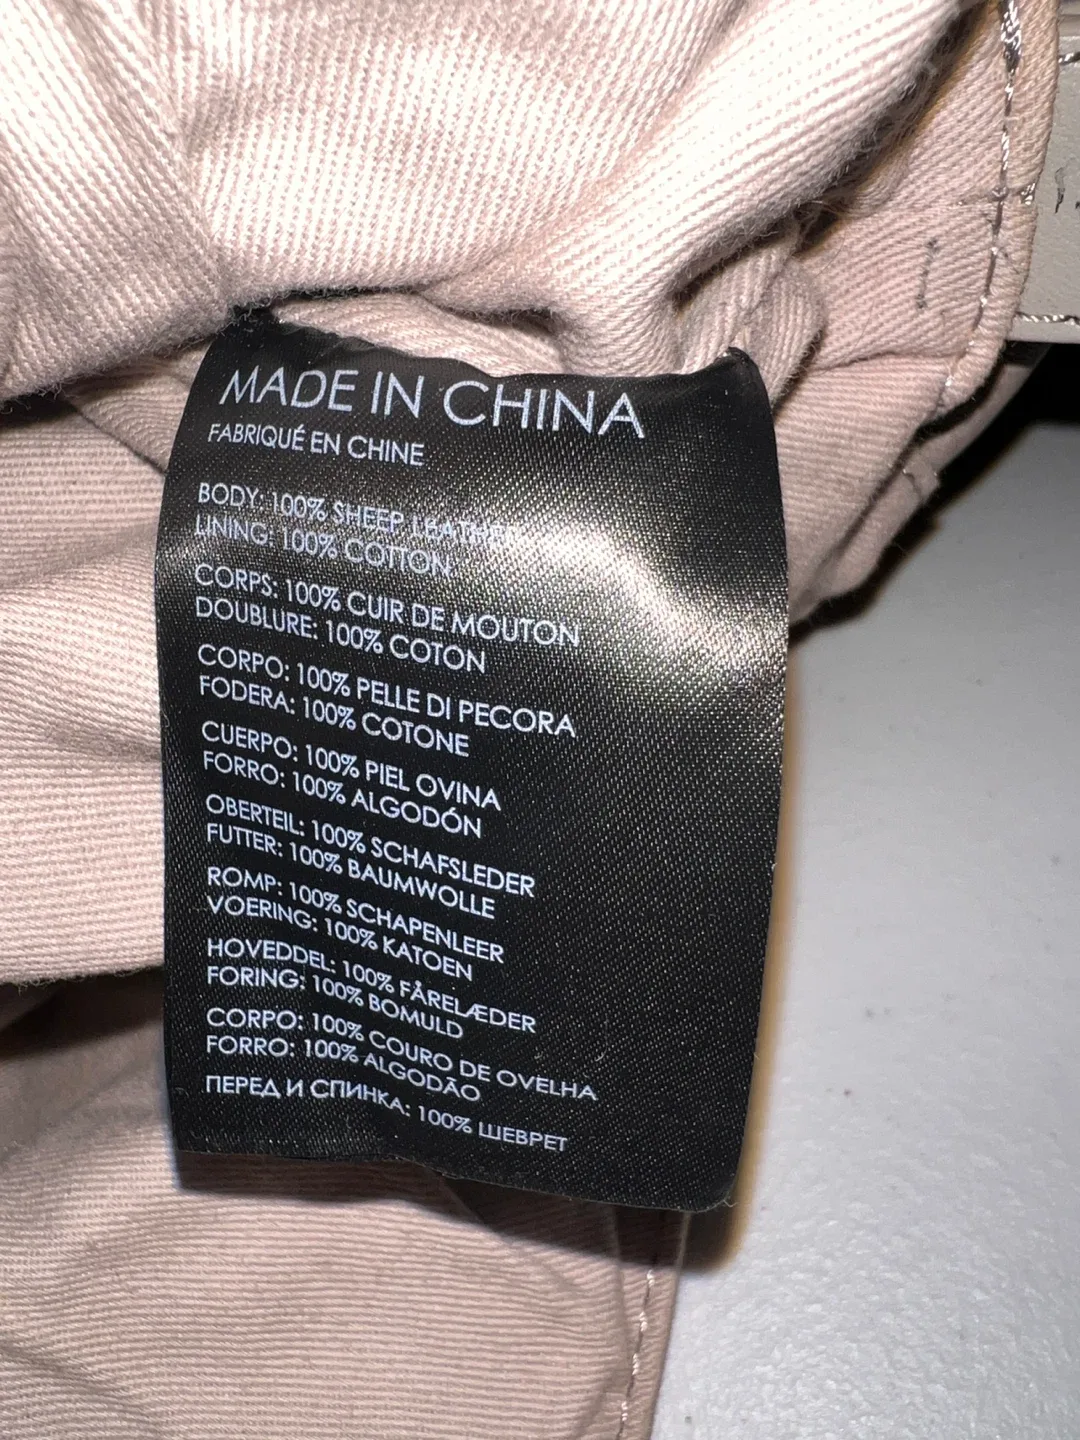 MADE IN CHINA
FABRIQUÉ EN CHINE
BODY: 100% SHEEP LEATHER
LINING: 100% COTTON
CORPS: 100% CUIR DE MOUTON
DOUBLURE: 100% COTON
CORPO: 100% PELLE DI PECORA
FODERA: 100% COTONE
CUERPO: 100% PIEL OVINA
FORRO: 100% ALGODÓN
OBERTEIL: 100% SCHAFSLEDER
FUTTER: 100% BAUMWOLLE
ROMP: 100% SCHAPENLEER
VOERING: 100% KATOEN
HOVEDDEL: 100% FÅRELÆDER
FORING: 100% BOMULD
CORPO: 100% COURO DE OVELHA
FORRO: 100% ALGODÃO
ПЕРЕД И СПИНКА: 100% ШЕВРЕТ